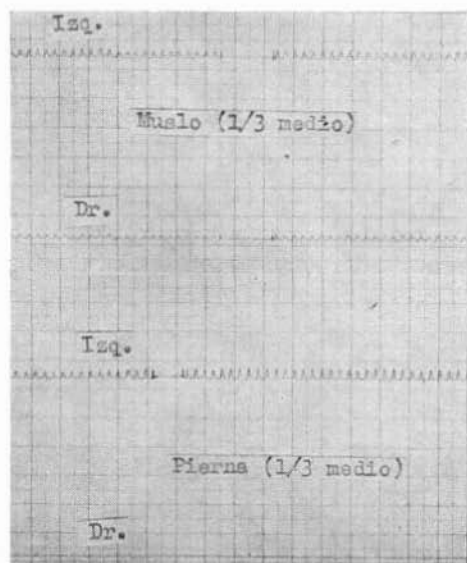 Izq.
Muslo (1/3 medio)
Dr.
Izq.
Pierna (1/3 medio)
Dr.